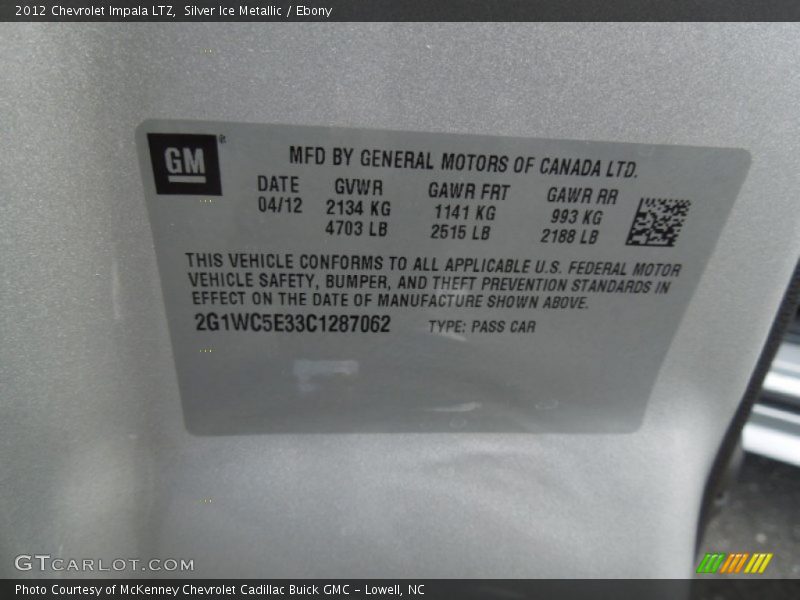 2012 Chevrolet Impala LTZ, Silver Ice Metallic / Ebony
GM®
MFD BY GENERAL MOTORS OF CANADA LTD.
DATE GVWR GAWR FRT GAWR RR
04/12 2134 KG 1141 KG 993 KG
4703 LB 2515 LB 2188 LB
THIS VEHICLE CONFORMS TO ALL APPLICABLE U.S. FEDERAL MOTOR
VEHICLE SAFETY, BUMPER, AND THEFT PREVENTION STANDARDS IN
EFFECT ON THE DATE OF MANUFACTURE SHOWN ABOVE.
2G1WC5E33C1287062 TYPE: PASS CAR
GTCARLOT.COM
Photo Courtesy of McKenney Chevrolet Cadillac Buick GMC - Lowell, NC